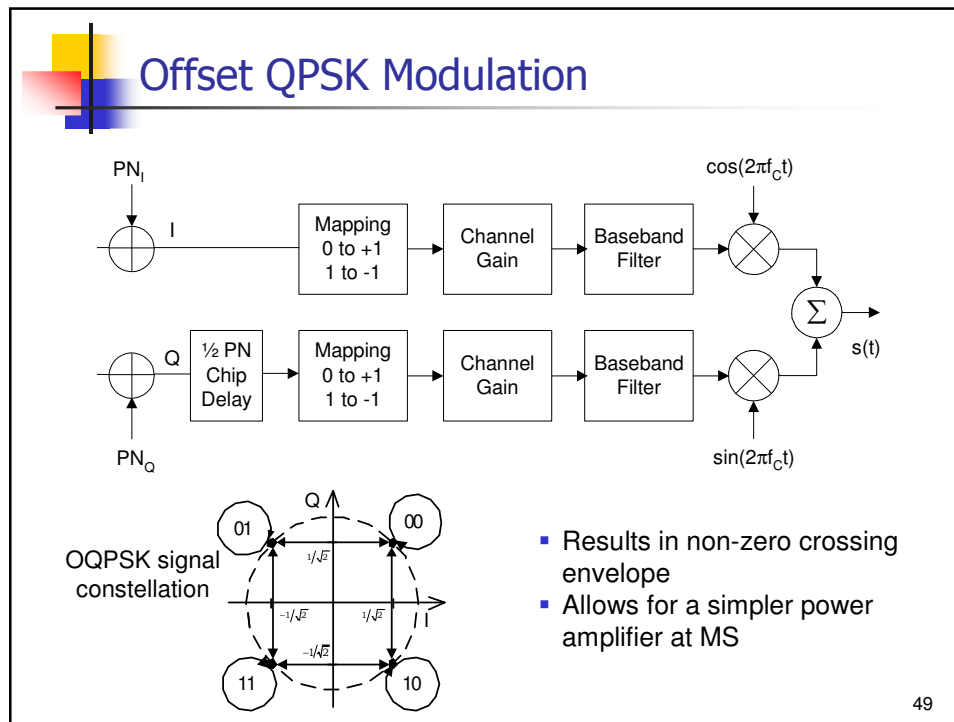 Offset QPSK Modulation
PN_I
cos(2πf_Ct)
I
Mapping
0 to +1
1 to -1
Channel
Gain
Baseband
Filter
Σ
s(t)
Q
½ PN
Chip
Delay
Mapping
0 to +1
1 to -1
Channel
Gain
Baseband
Filter
PN_Q
sin(2πf_Ct)
Q
01
00
OQPSK signal
constellation
1/√2
−1/√2
1/√2
I
−1/√2
11
10
▪ Results in non-zero crossing
envelope
▪ Allows for a simpler power
amplifier at MS
49